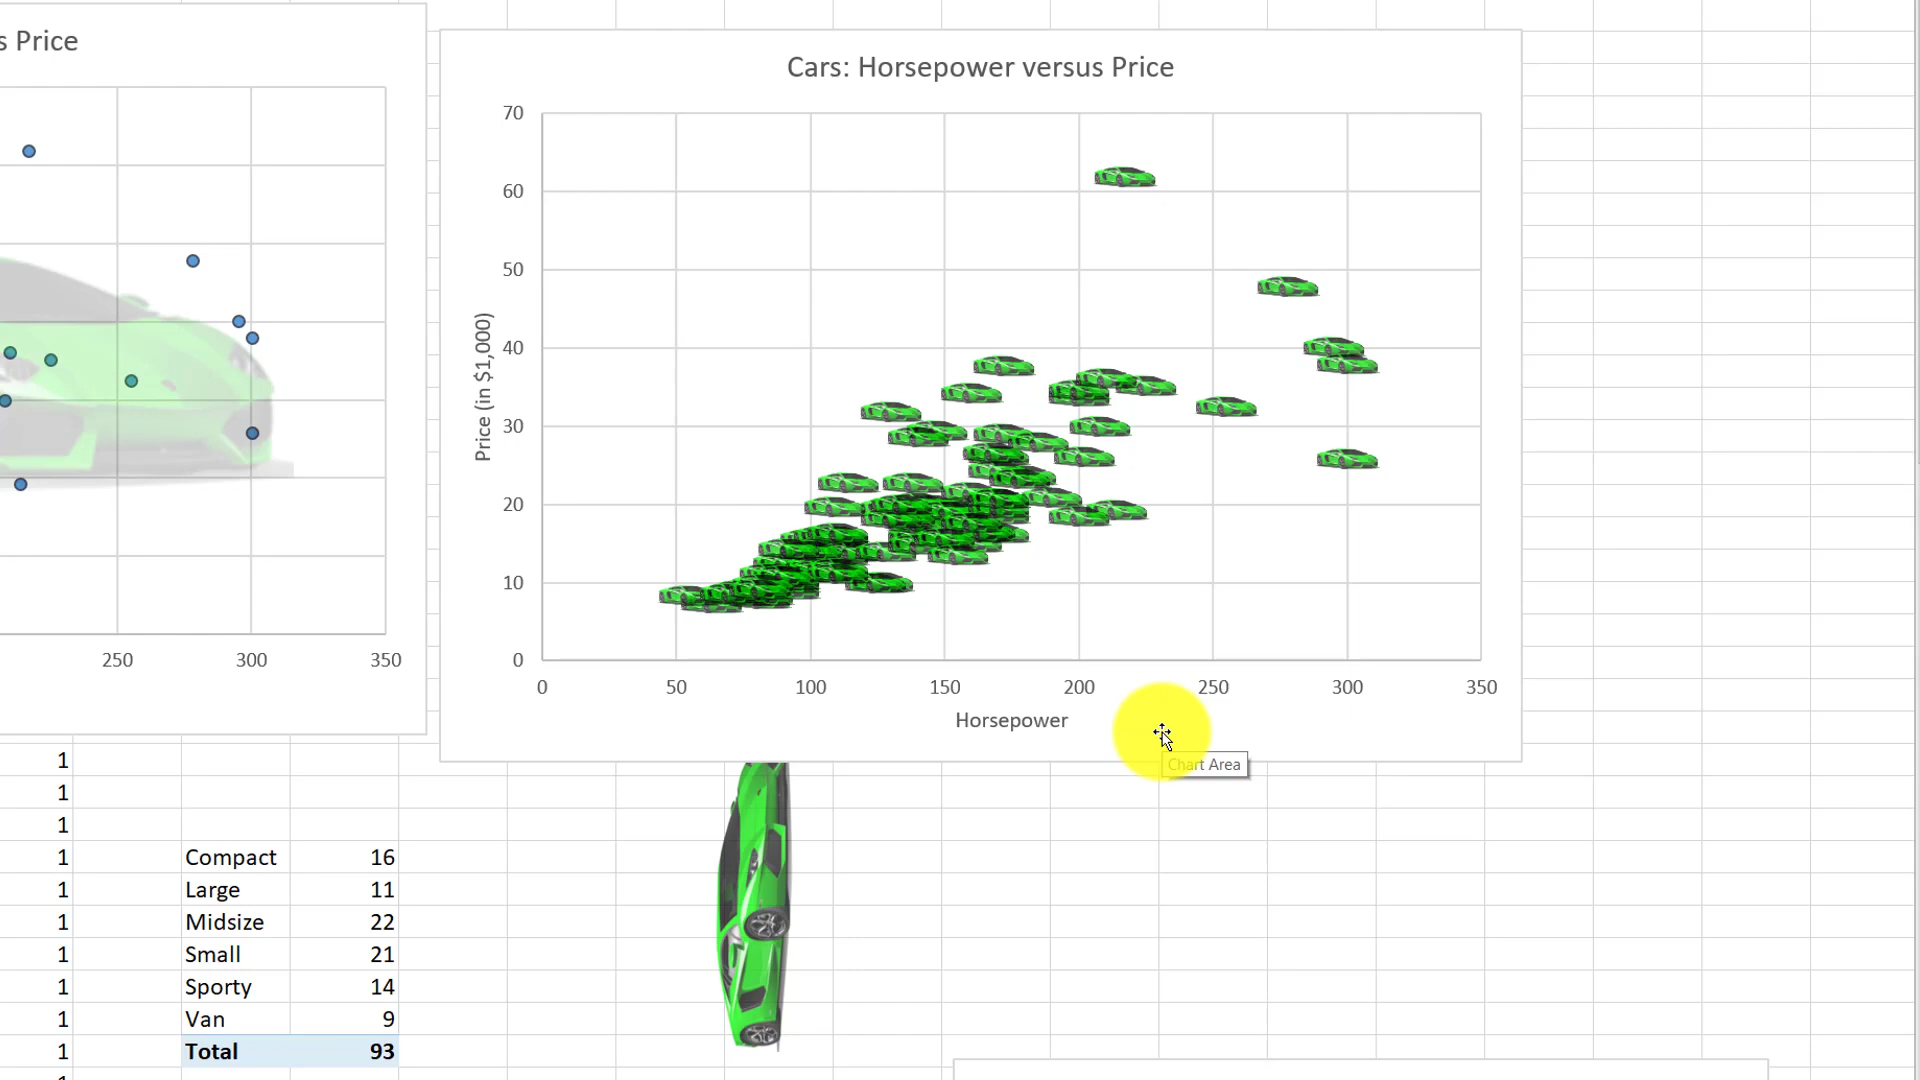 s Price
250
300
350
Cars: Horsepower versus Price
70
60
50
40
30
20
10
0
Price (in $1,000)
0 50 100 150 200 250 300 350
Horsepower
Chart Area
1
1
1
1 Compact 16
1 Large 11
1 Midsize 22
1 Small 21
1 Sporty 14
1 Van 9
1 Total 93